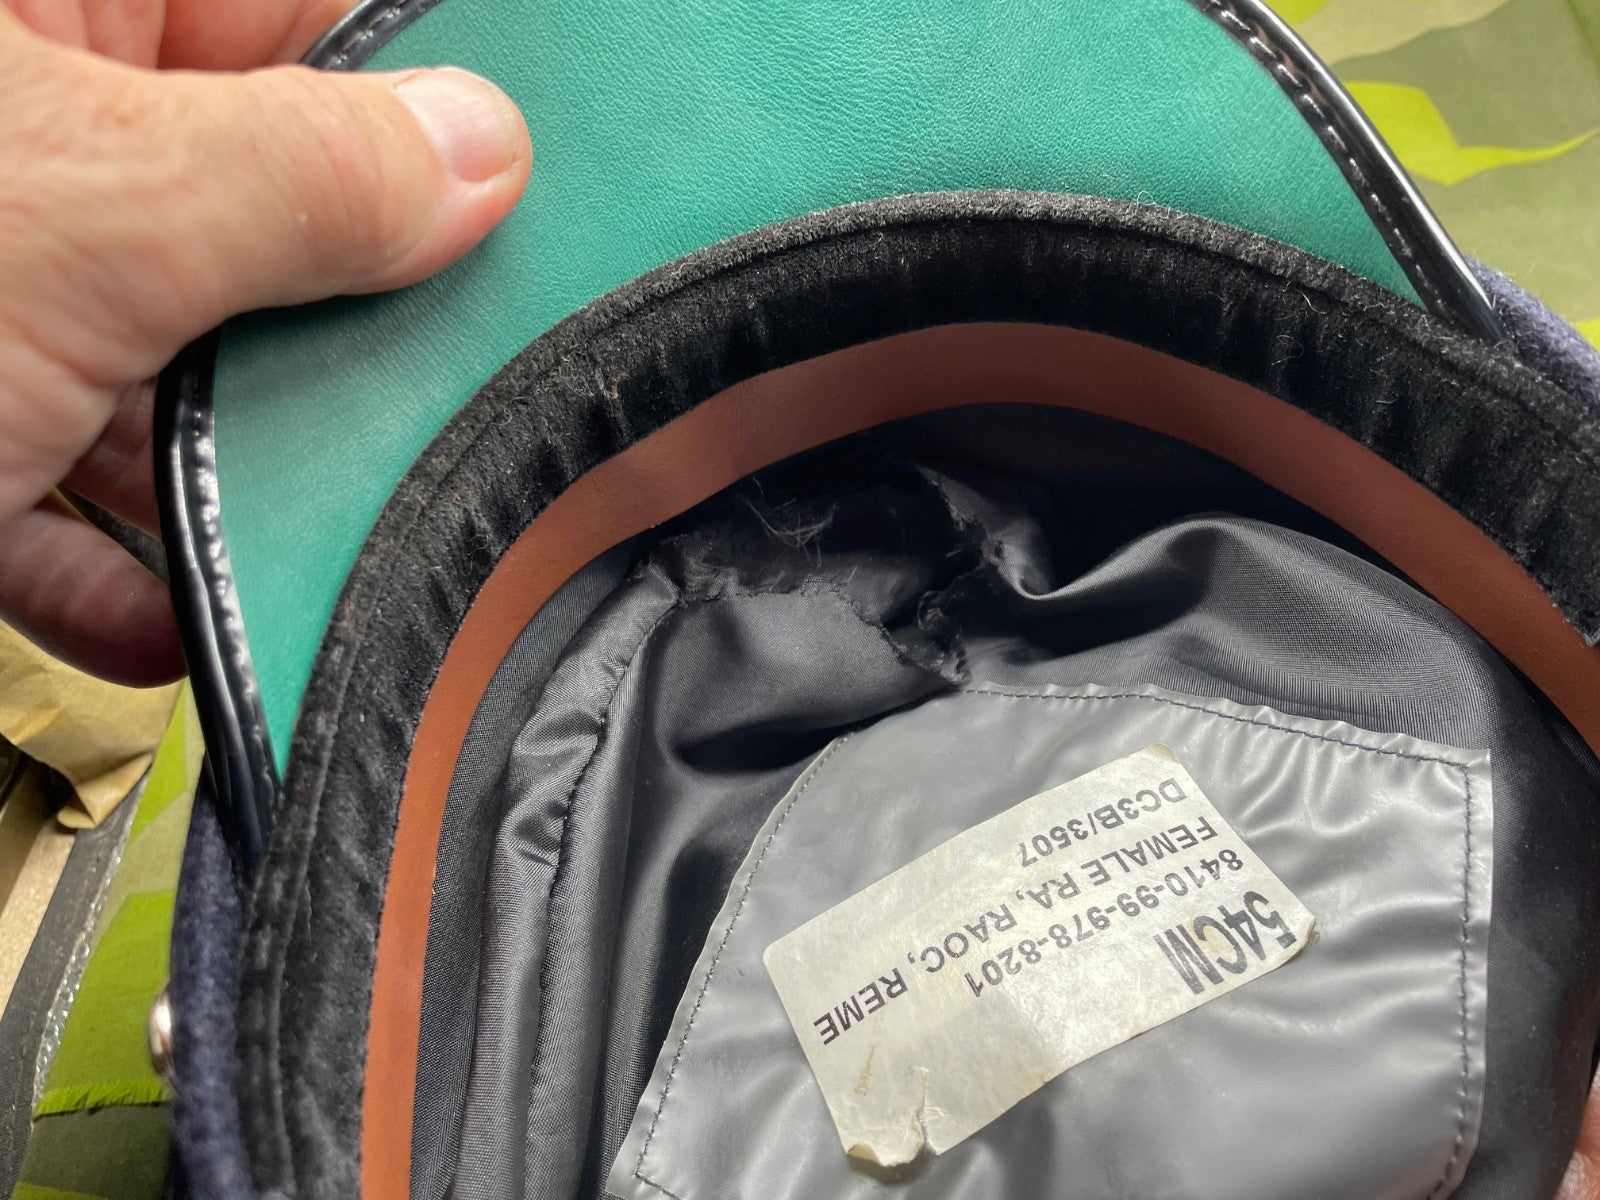 54CM
8410-99-978-8201
FEMALE RA, RAOC, REME
DC3B/3507